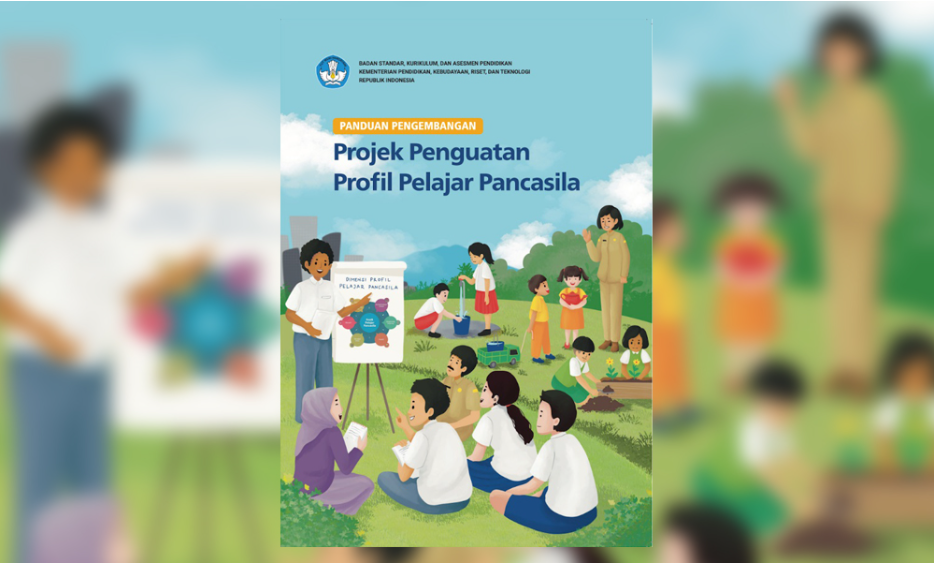 BADAN STANDAR, KURIKULUM, DAN ASESMEN PENDIDIKAN
KEMENTERIAN PENDIDIKAN, KEBUDAYAAN, RISET, DAN TEKNOLOGI
REPUBLIK INDONESIA
PANDUAN PENGEMBANGAN
Projek Penguatan
Profil Pelajar Pancasila
DIMENSI PROFIL
PELAJAR PANCASILA